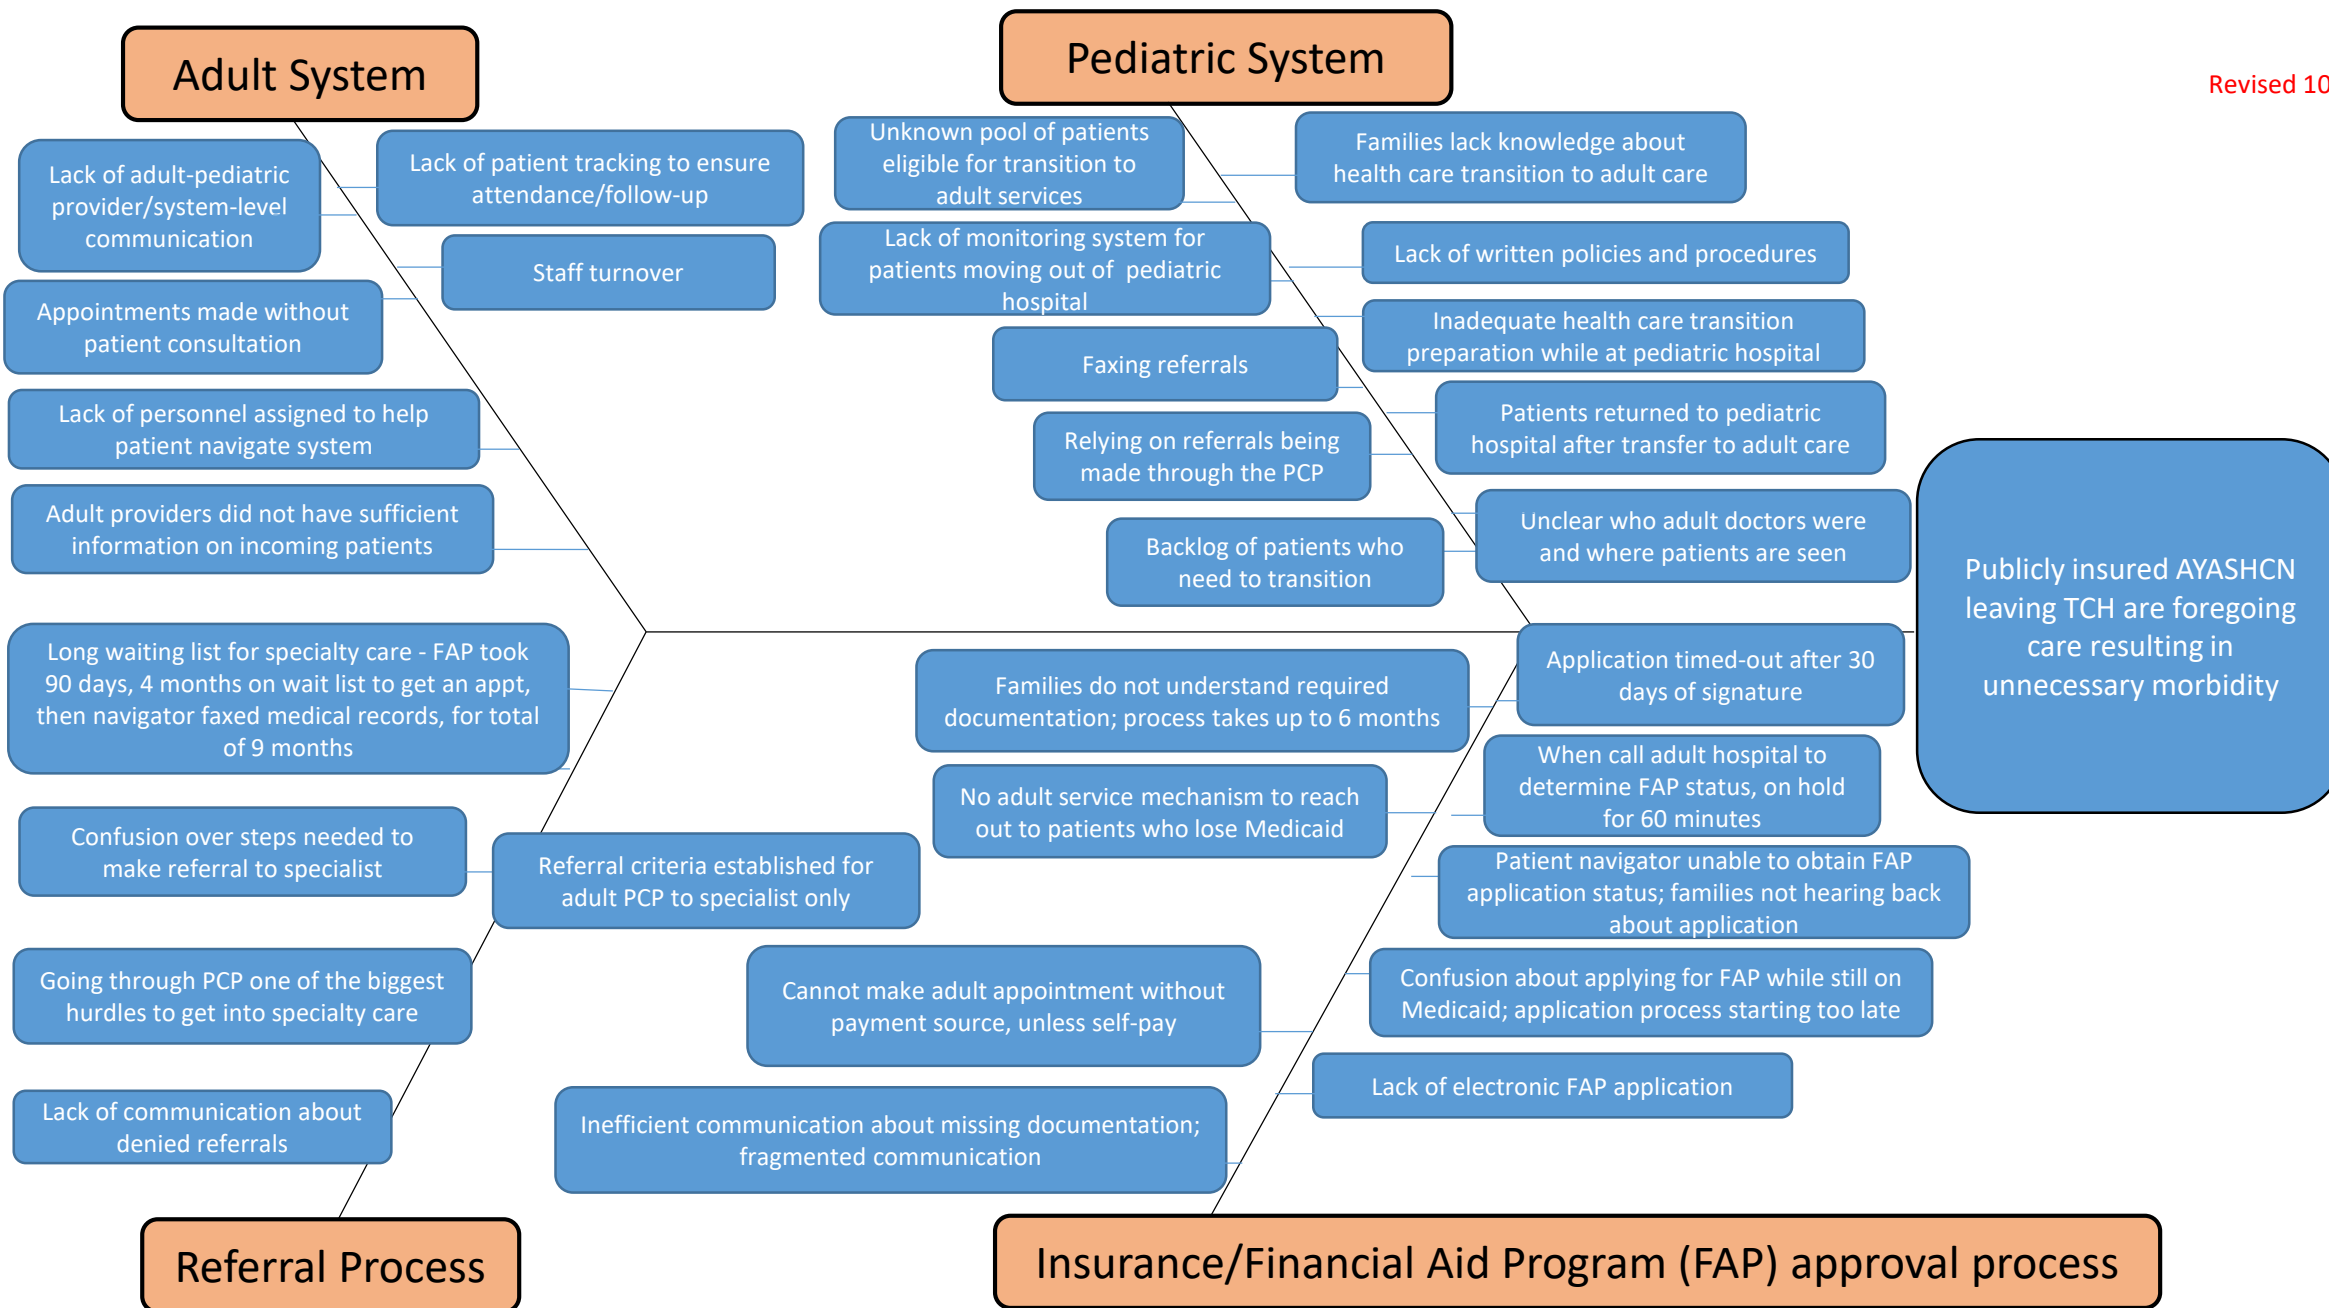 Adult System
Pediatric System
Revised 10
Lack of adult-pediatric
provider/system-level
communication
Lack of patient tracking to ensure
attendance/follow-up
Staff turnover
Appointments made without
patient consultation
Lack of personnel assigned to help
patient navigate system
Adult providers did not have sufficient
information on incoming patients
Unknown pool of patients
eligible for transition to
adult services
Families lack knowledge about
health care transition to adult care
Lack of monitoring system for
patients moving out of pediatric
hospital
Lack of written policies and procedures
Inadequate health care transition
preparation while at pediatric hospital
Faxing referrals
Patients returned to pediatric
hospital after transfer to adult care
Relying on referrals being
made through the PCP
Unclear who adult doctors were
and where patients are seen
Backlog of patients who
need to transition
Publicly insured AYASHCN
leaving TCH are foregoing
care resulting in
unnecessary morbidity
Long waiting list for specialty care - FAP took
90 days, 4 months on wait list to get an appt,
then navigator faxed medical records, for total
of 9 months
Confusion over steps needed to
make referral to specialist
Referral criteria established for
adult PCP to specialist only
Going through PCP one of the biggest
hurdles to get into specialty care
Lack of communication about
denied referrals
Application timed-out after 30
days of signature
Families do not understand required
documentation; process takes up to 6 months
When call adult hospital to
determine FAP status, on hold
for 60 minutes
No adult service mechanism to reach
out to patients who lose Medicaid
Patient navigator unable to obtain FAP
application status; families not hearing back
about application
Cannot make adult appointment without
payment source, unless self-pay
Confusion about applying for FAP while still on
Medicaid; application process starting too late
Lack of electronic FAP application
Inefficient communication about missing documentation;
fragmented communication
Referral Process
Insurance/Financial Aid Program (FAP) approval process